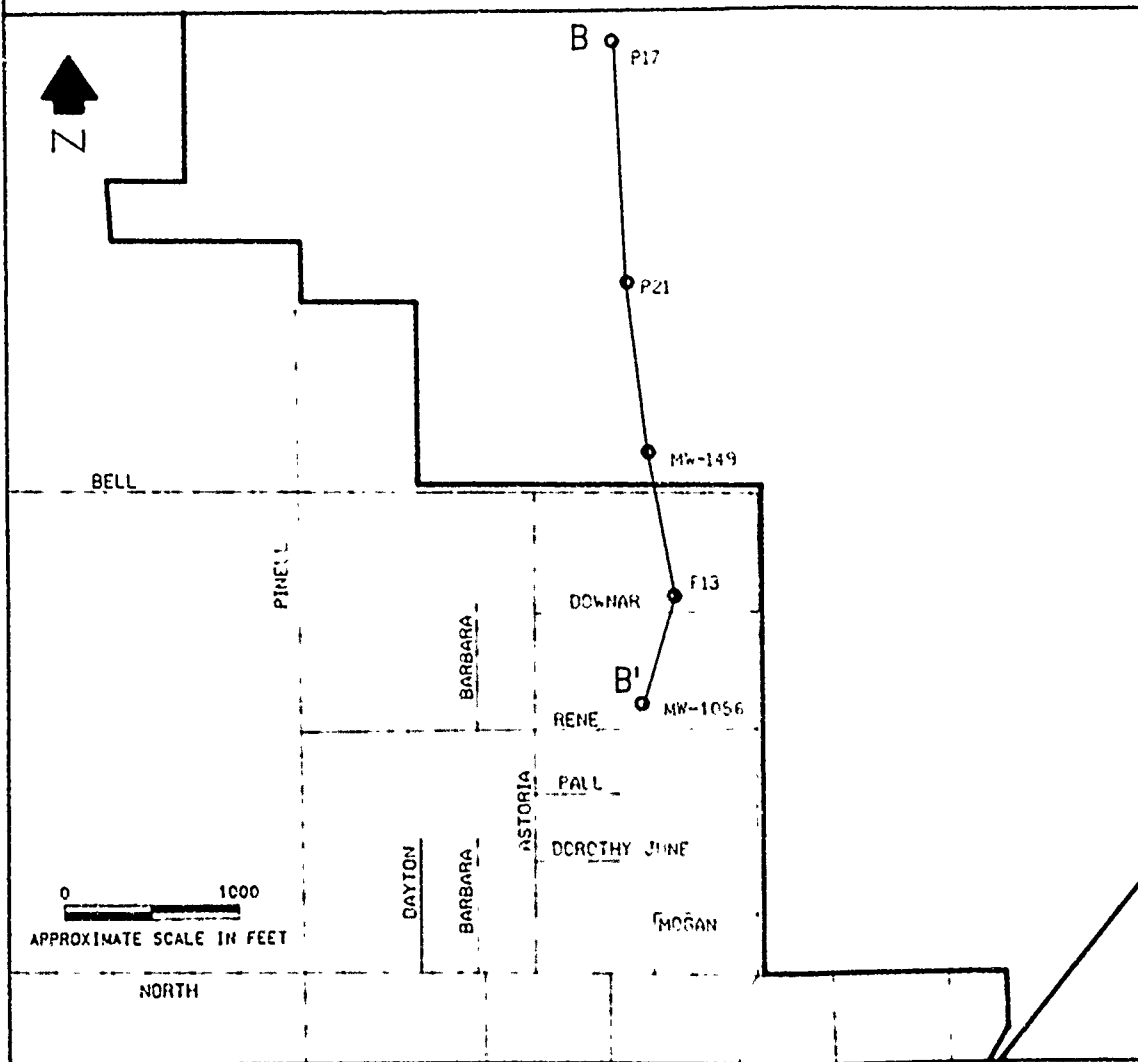 B
P17
N
P21
MW-149
BELL
PINELL
F13
DOWNAR
BARBARA
B'
MW-1056
RENE
ASTORIA
PALL
DAYTON
BARBARA
DOROTHY JUNE
0 1000
APPROXIMATE SCALE IN FEET
NORTH